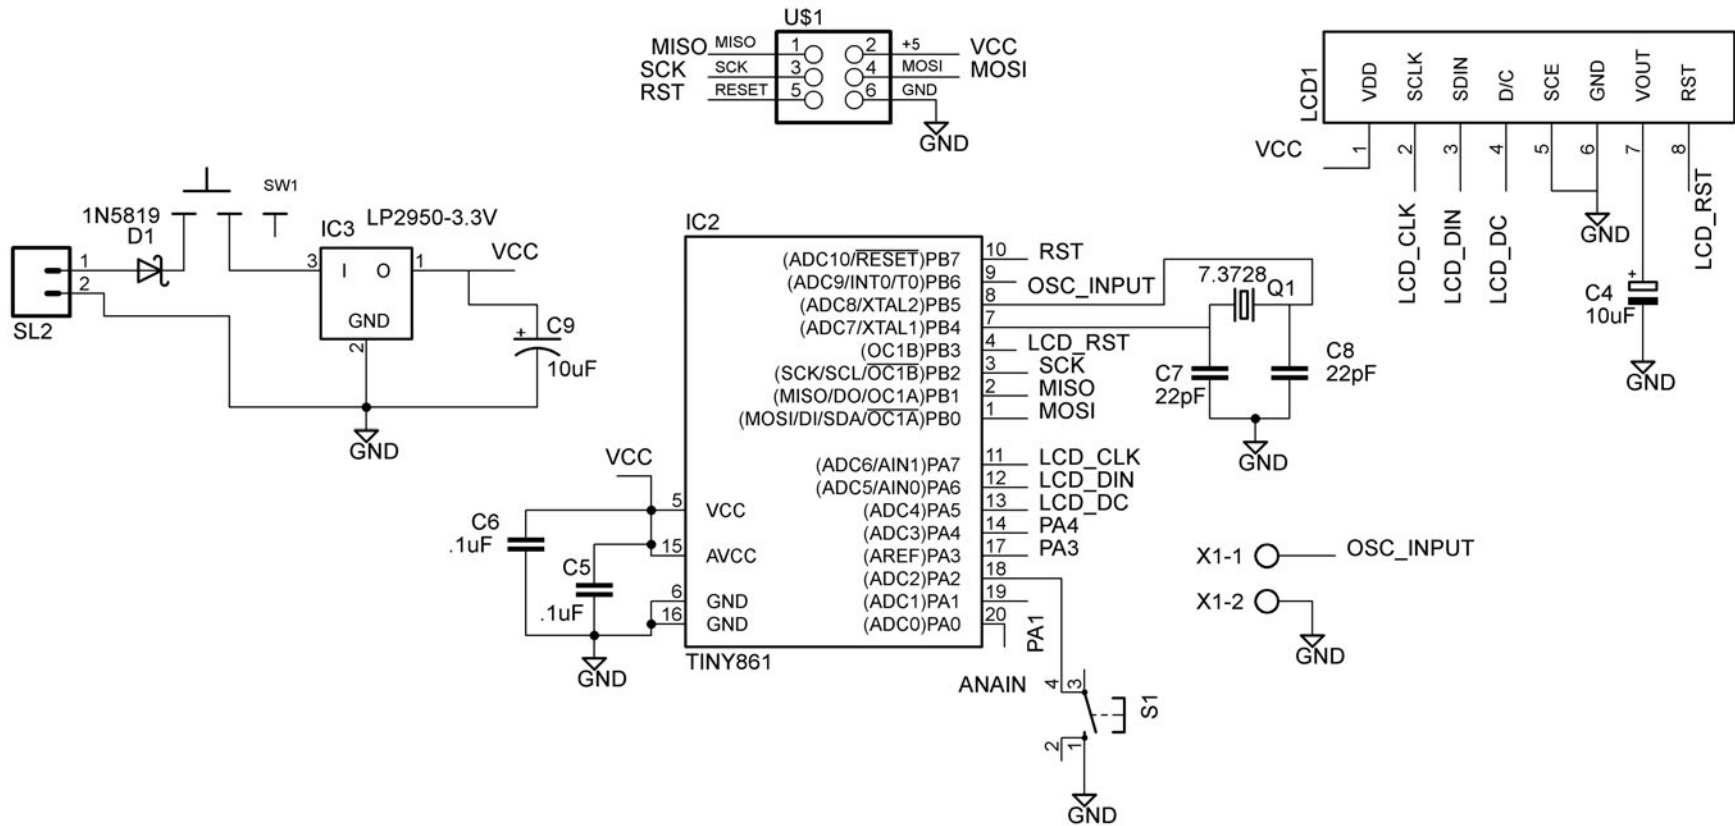 U$1
MISO MISO 1 2 +5 VCC
SCK SCK 3 4 MOSI MOSI
RST RESET 5 6 GND
GND
LCD1
VDD SCLK SDIN D/C SCE GND VOUT RST
1 2 3 4 5 6 7 8
VCC
LCD_CLK LCD_DIN LCD_DC
GND
LCD_RST
+
C4
10uF
GND
SW1
1N5819
D1
IC3 LP2950-3.3V
VCC
1
2
SL2
3 I O 1
GND
2
+ C9
10uF
GND
IC2
(ADC10/RESET)PB7 10 RST
(ADC9/INT0/T0)PB6 9 OSC_INPUT
(ADC8/XTAL2)PB5 8
(ADC7/XTAL1)PB4 7
(OC1B)PB3 4 LCD_RST
(SCK/SCL/OC1B)PB2 3 SCK
(MISO/DO/OC1A)PB1 2 MISO
(MOSI/DI/SDA/OC1A)PB0 1 MOSI
(ADC6/AIN1)PA7 11 LCD_CLK
(ADC5/AIN0)PA6 12 LCD_DIN
(ADC4)PA5 13 LCD_DC
(ADC3)PA4 14 PA4
(AREF)PA3 17 PA3
(ADC2)PA2 18
(ADC1)PA1 19
(ADC0)PA0 20
PA1
VCC
5 VCC
15 AVCC
6 GND
16 GND
C6
.1uF
C5
.1uF
GND
TINY861
7.3728 Q1
C7
22pF
C8
22pF
GND
X1-1 OSC_INPUT
X1-2
GND
ANAIN 4 3
S1
2 1
GND